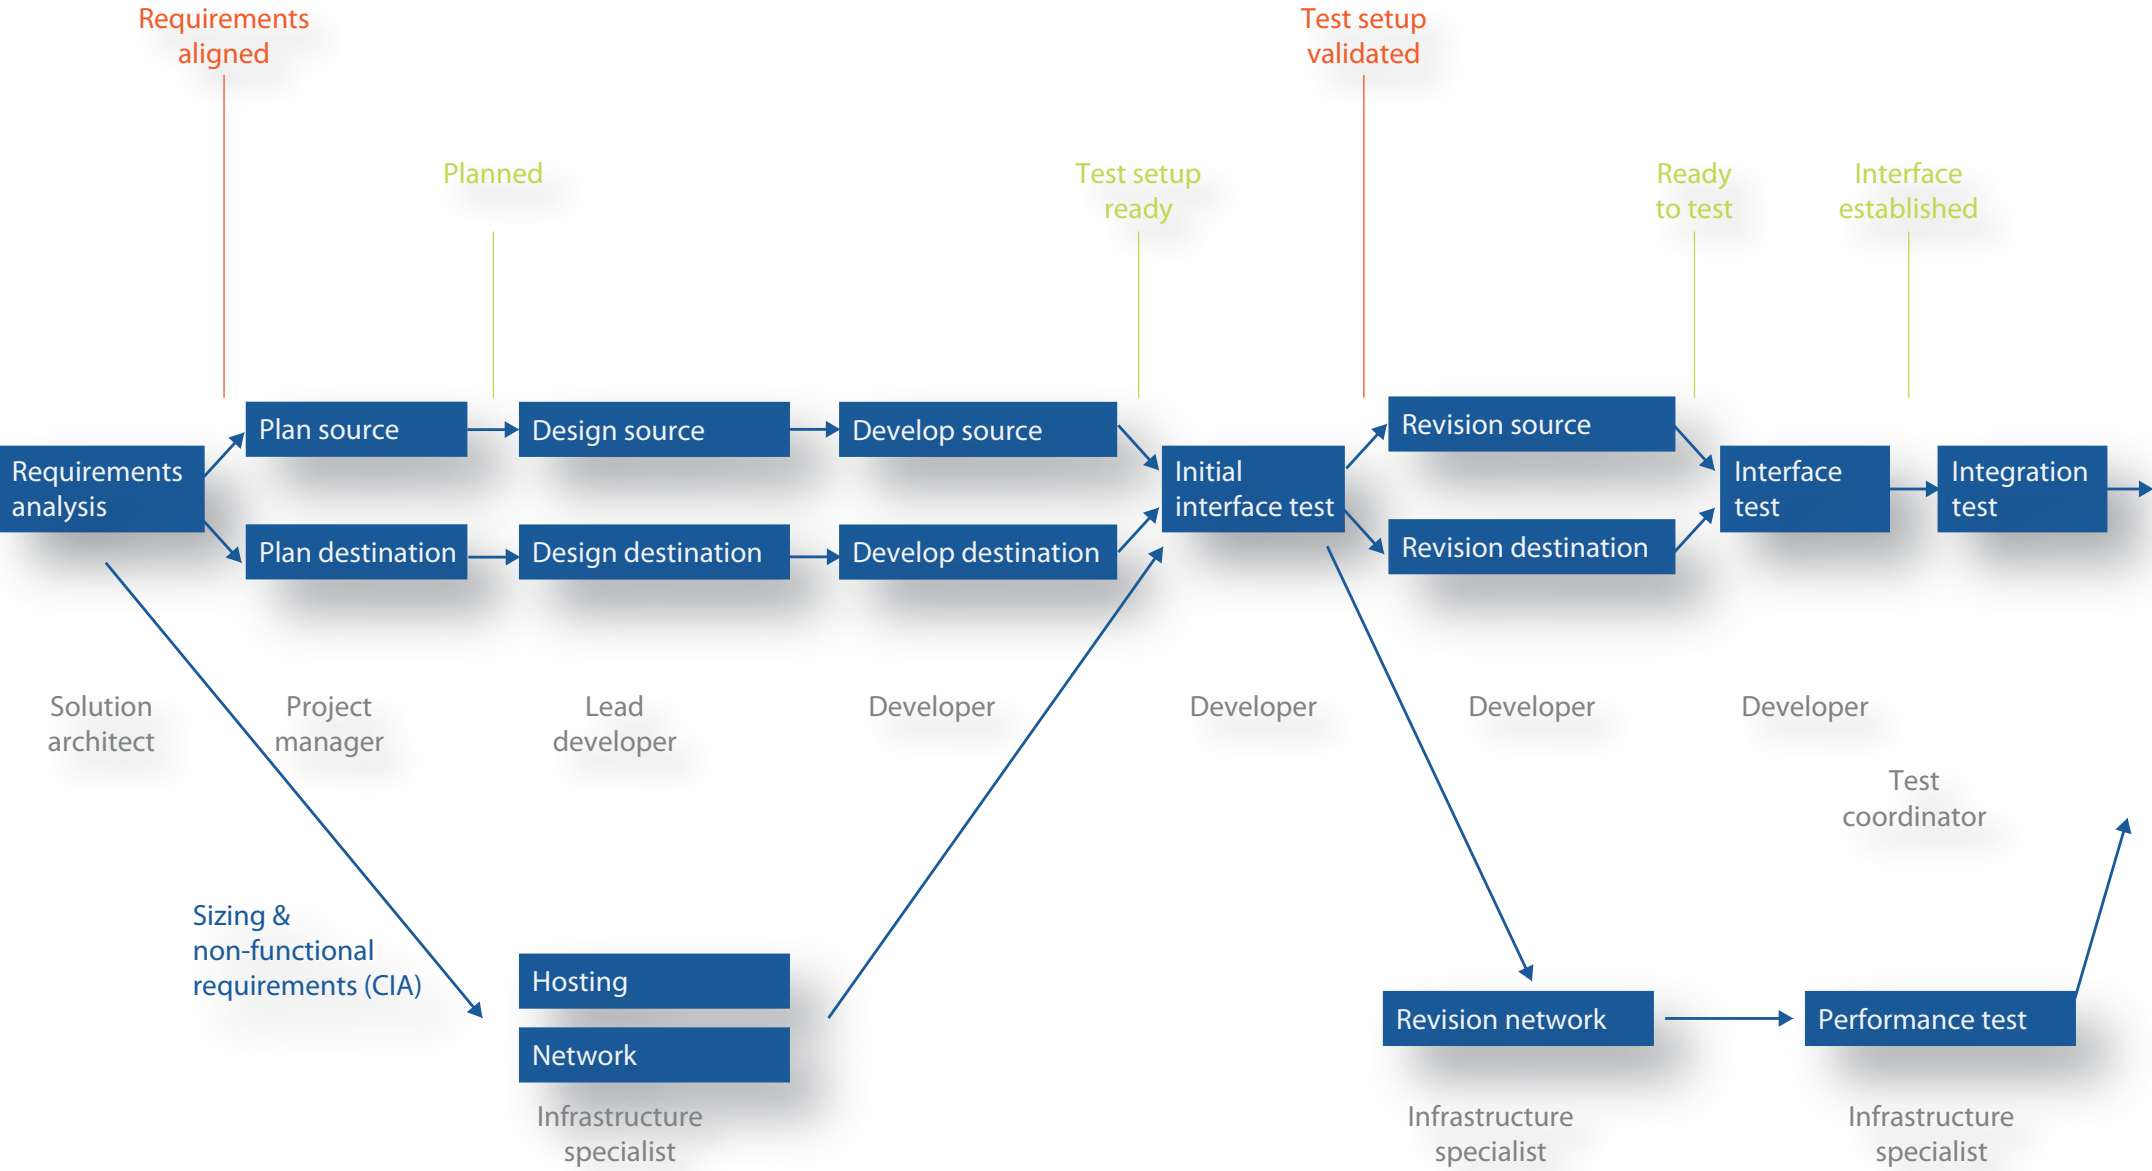 Requirements
aligned
Test setup
validated
Planned
Test setup
ready
Ready
to test
Interface
established
Requirements
analysis
Plan source
Design source
Develop source
Initial
interface test
Revision source
Interface
test
Integration
test
Plan destination
Design destination
Develop destination
Revision destination
Solution
architect
Project
manager
Lead
developer
Developer
Developer
Developer
Developer
Test
coordinator
Sizing &
non-functional
requirements (CIA)
Hosting
Network
Infrastructure
specialist
Revision network
Infrastructure
specialist
Performance test
Infrastructure
specialist